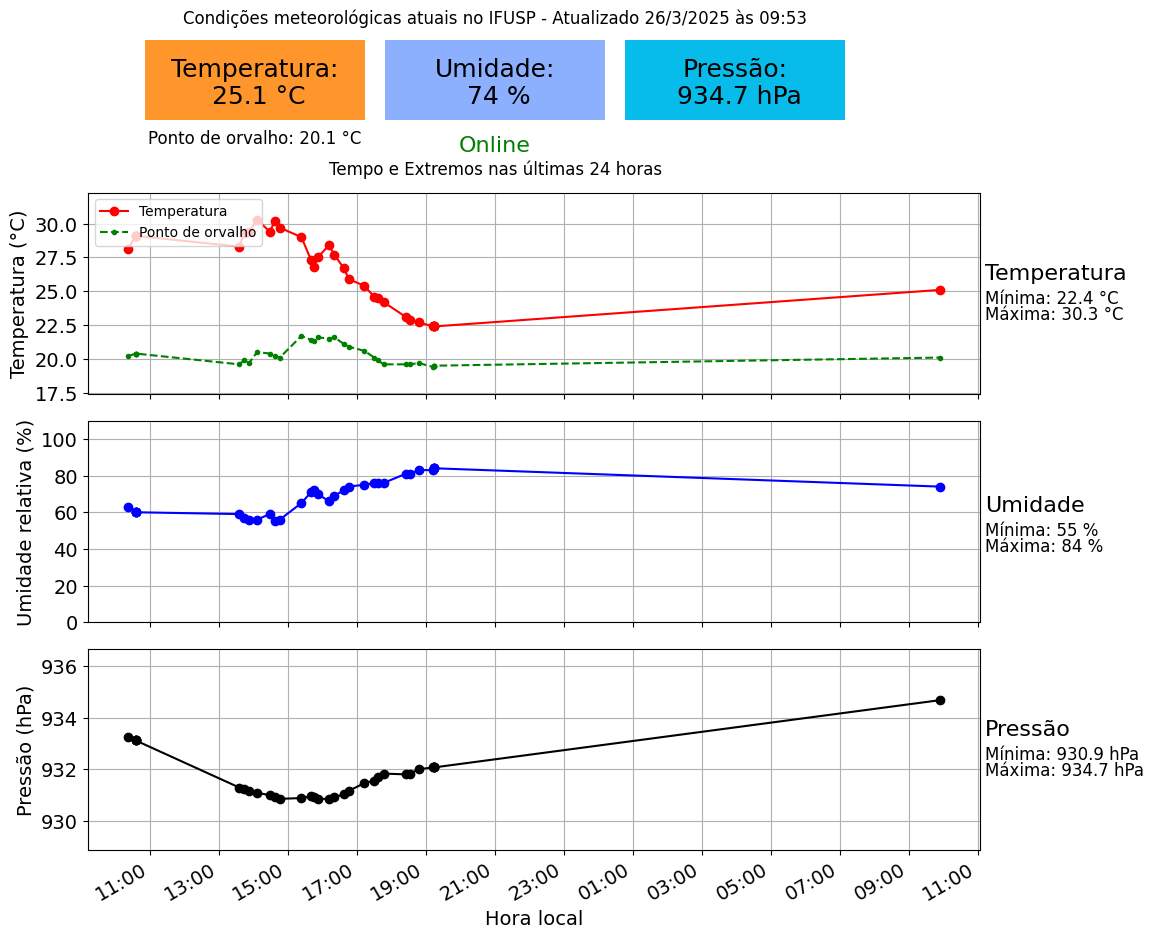 Condições meteorológicas atuais no IFUSP - Atualizado 26/3/2025 às 09:53
Temperatura:
25.1 °C
Umidade:
74 %
Pressão:
934.7 hPa
Ponto de orvalho: 20.1 °C
Online
Tempo e Extremos nas últimas 24 horas
Temperatura (°C)
30.0
27.5
25.0
22.5
20.0
17.5
Temperatura
Ponto de orvalho
Temperatura
Mínima: 22.4 °C
Máxima: 30.3 °C
Umidade relativa (%)
100
80
60
40
20
0
Umidade
Mínima: 55 %
Máxima: 84 %
Pressão (hPa)
936
934
932
930
Pressão
Mínima: 930.9 hPa
Máxima: 934.7 hPa
11:00 13:00 15:00 17:00 19:00 21:00 23:00 01:00 03:00 05:00 07:00 09:00 11:00
Hora local